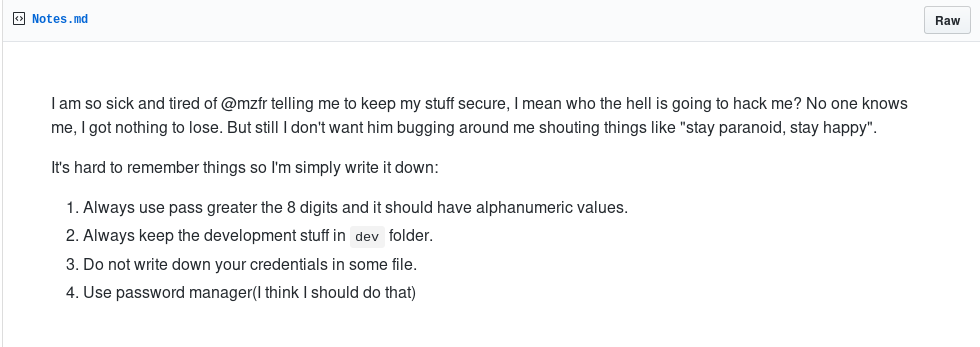 Notes.md
Raw
I am so sick and tired of @mzfr telling me to keep my stuff secure, I mean who the hell is going to hack me? No one knows
me, I got nothing to lose. But still I don't want him bugging around me shouting things like "stay paranoid, stay happy".
It's hard to remember things so I'm simply write it down:
1. Always use pass greater the 8 digits and it should have alphanumeric values.
2. Always keep the development stuff in dev folder.
3. Do not write down your credentials in some file.
4. Use password manager(I think I should do that)